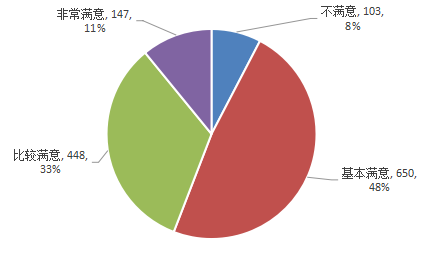 不满意, 103,
8%
基本满意, 650,
48%
比较满意, 448,
33%
非常满意, 147,
11%